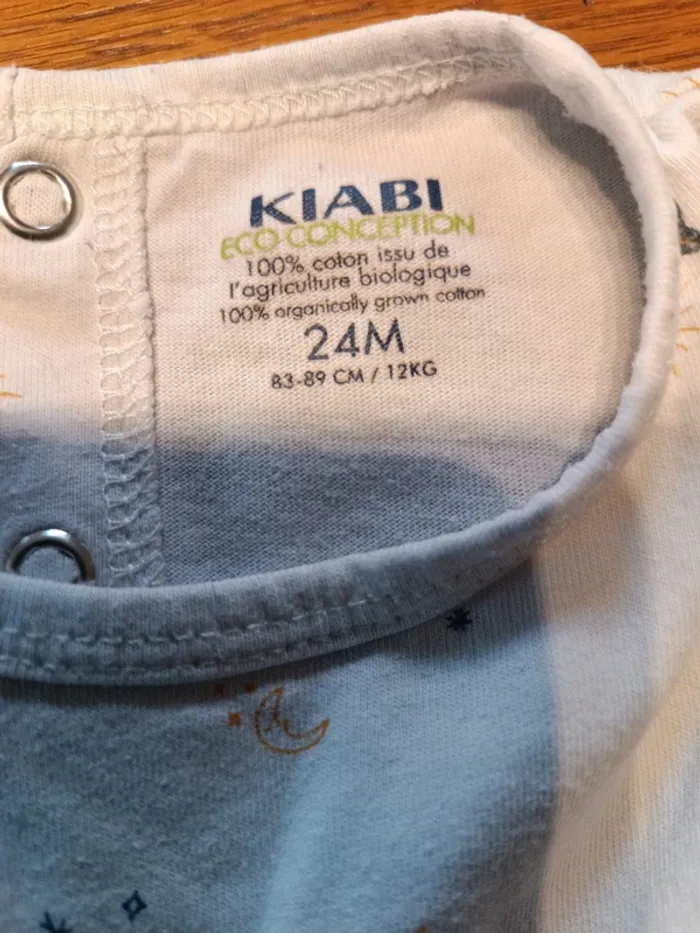 KIABI
ECO CONCEPTION
100% coton issu de
l'agriculture biologique
100% organically grown cotton
24M
83-89 CM / 12KG